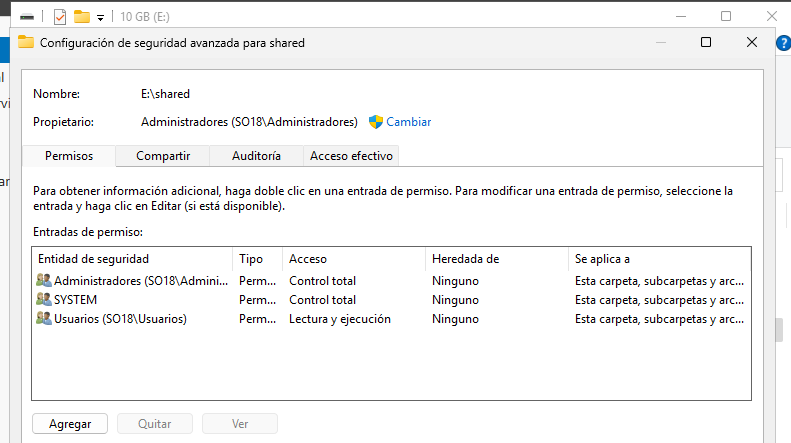 10 GB (E:)
Configuración de seguridad avanzada para shared
Nombre: E:\shared
Propietario: Administradores (SO18\Administradores) Cambiar
Permisos Compartir Auditoría Acceso efectivo
Para obtener información adicional, haga doble clic en una entrada de permiso. Para modificar una entrada de permiso, seleccione la
entrada y haga clic en Editar (si está disponible).
Entradas de permiso:
Entidad de seguridad Tipo Acceso Heredada de Se aplica a
Administradores (SO18\Admini... Perm... Control total Ninguno Esta carpeta, subcarpetas y arc...
SYSTEM Perm... Control total Ninguno Esta carpeta, subcarpetas y arc...
Usuarios (SO18\Usuarios) Perm... Lectura y ejecución Ninguno Esta carpeta, subcarpetas y arc...
Agregar Quitar Ver